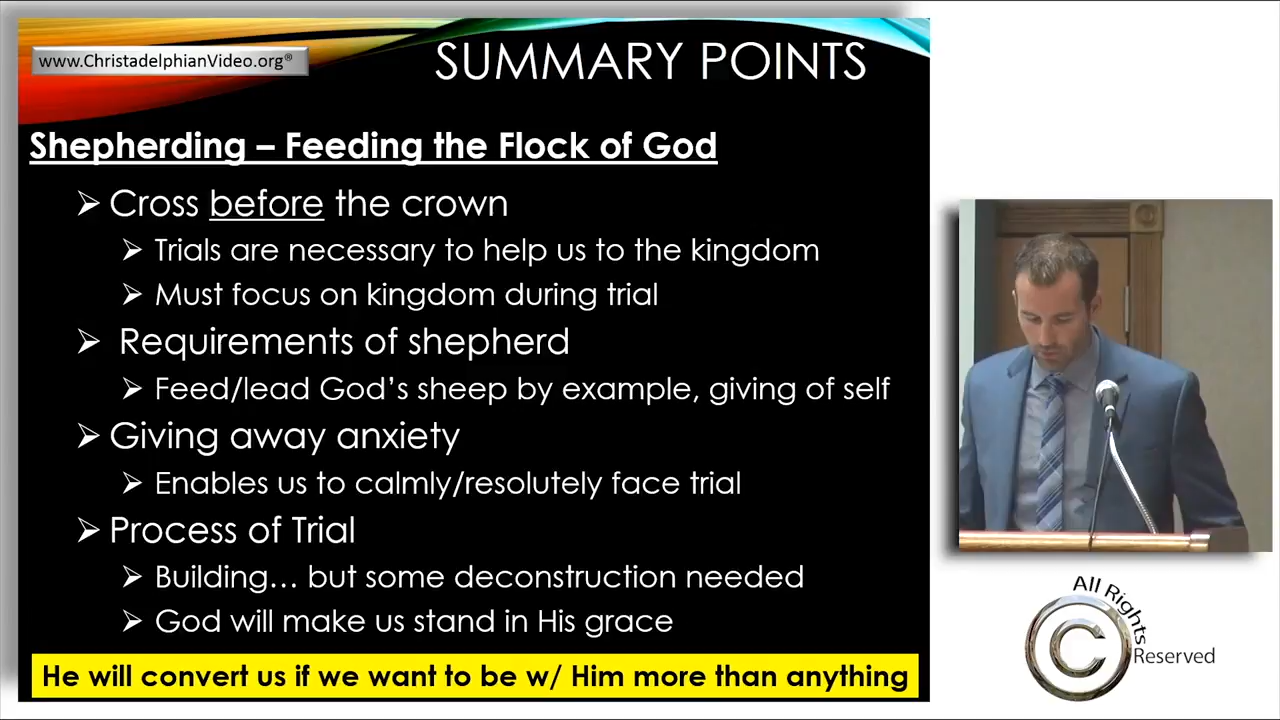 www.ChristadelphianVideo.org®
SUMMARY POINTS
Shepherding – Feeding the Flock of God
Cross before the crown
Trials are necessary to help us to the kingdom
Must focus on kingdom during trial
Requirements of shepherd
Feed/lead God's sheep by example, giving of self
Giving away anxiety
Enables us to calmly/resolutely face trial
Process of Trial
Building... but some deconstruction needed
God will make us stand in His grace
He will convert us if we want to be w/ Him more than anything
All Rights
©
Reserved